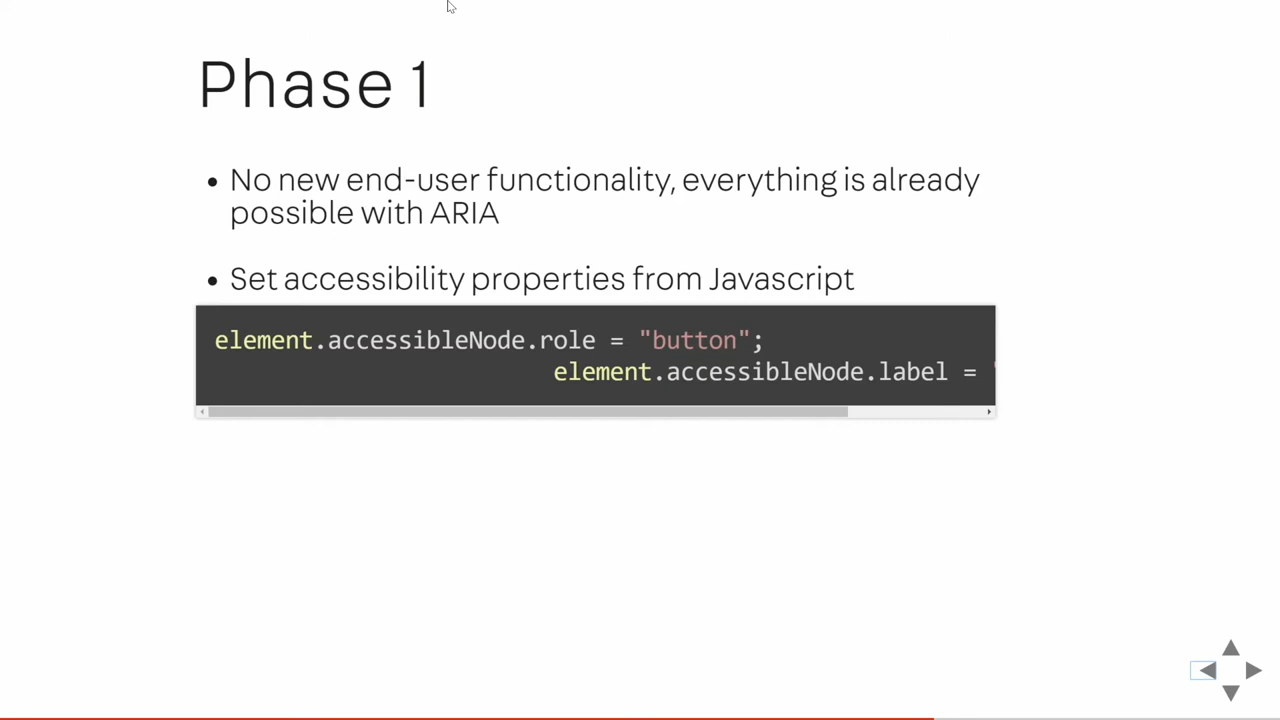 Phase 1
No new end-user functionality, everything is already
possible with ARIA
Set accessibility properties from Javascript
element.accessibleNode.role = "button";
element.accessibleNode.label = "